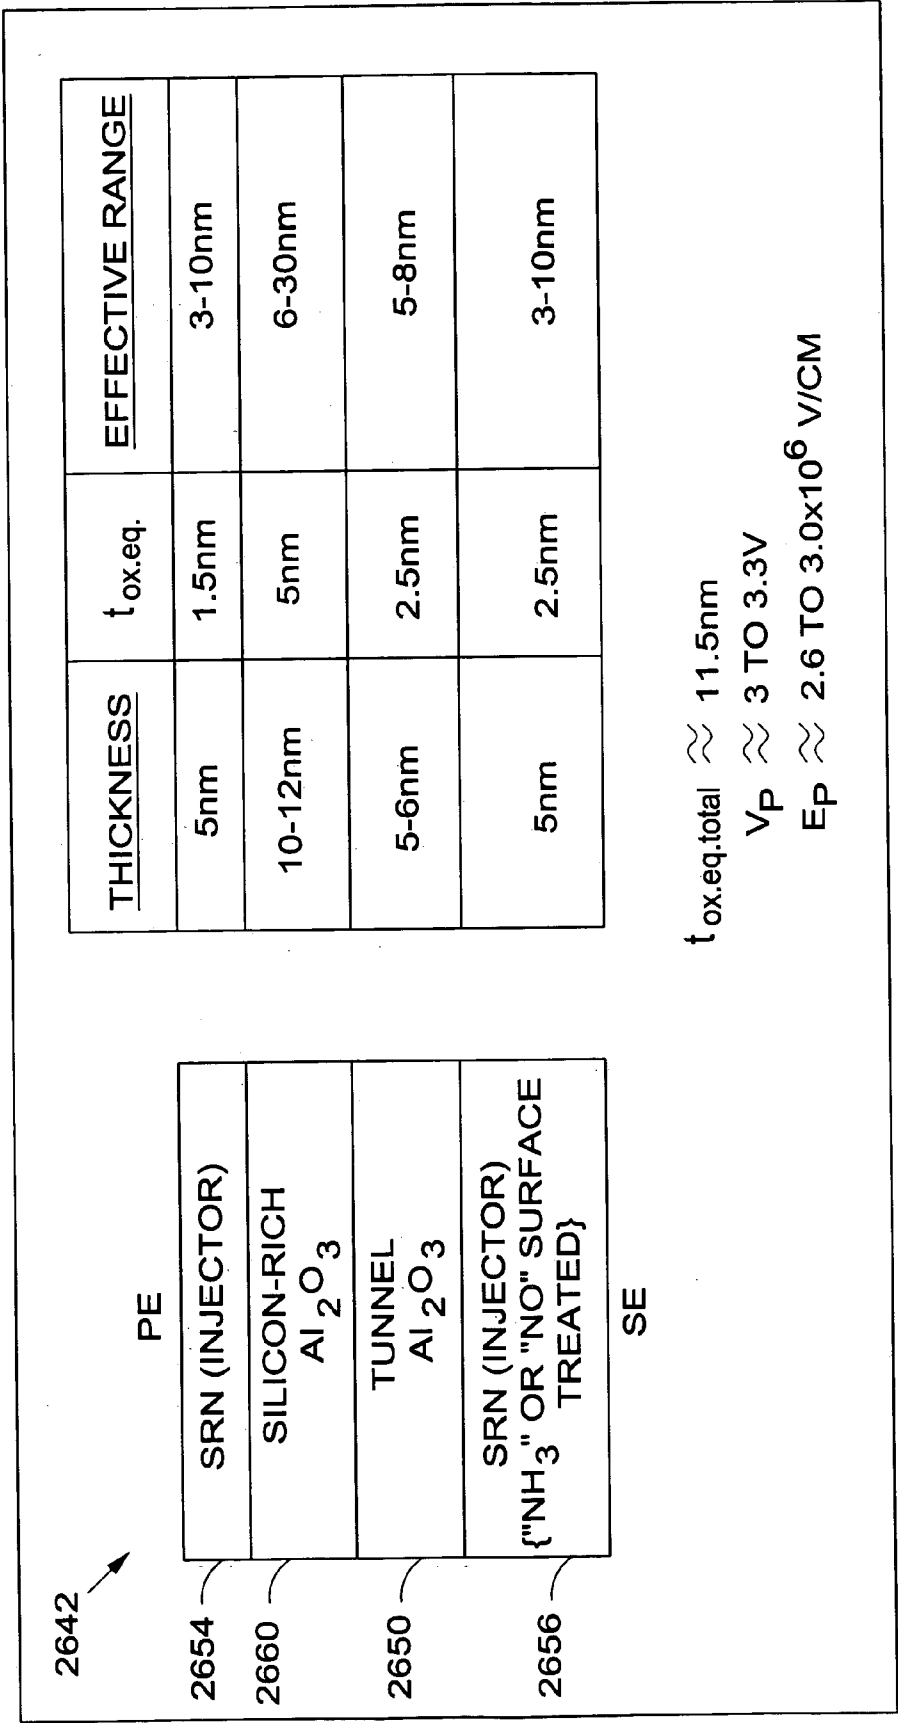 2642
PE
2654
SRN (INJECTOR)
2660
SILICON-RICH
Al2O3
2650
TUNNEL
Al2O3
2656
SRN (INJECTOR)
{"NH3" OR "NO" SURFACE
TREATED}
SE
THICKNESS tox.eq. EFFECTIVE RANGE
5nm 1.5nm 3-10nm
10-12nm 5nm 6-30nm
5-6nm 2.5nm 5-8nm
5nm 2.5nm 3-10nm
tox.eq.total ≈ 11.5nm
VP ≈ 3 TO 3.3V
EP ≈ 2.6 TO 3.0x10⁶ V/CM